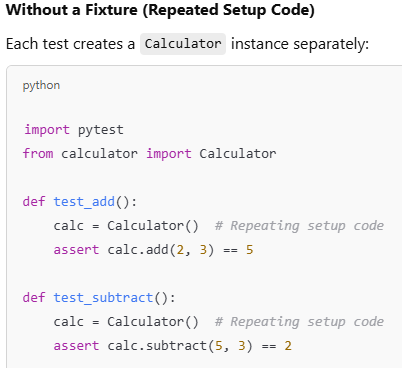 Without a Fixture (Repeated Setup Code)
Each test creates a Calculator instance separately:
python
import pytest
from calculator import Calculator
def test_add():
    calc = Calculator()  # Repeating setup code
    assert calc.add(2, 3) == 5
def test_subtract():
    calc = Calculator()  # Repeating setup code
    assert calc.subtract(5, 3) == 2